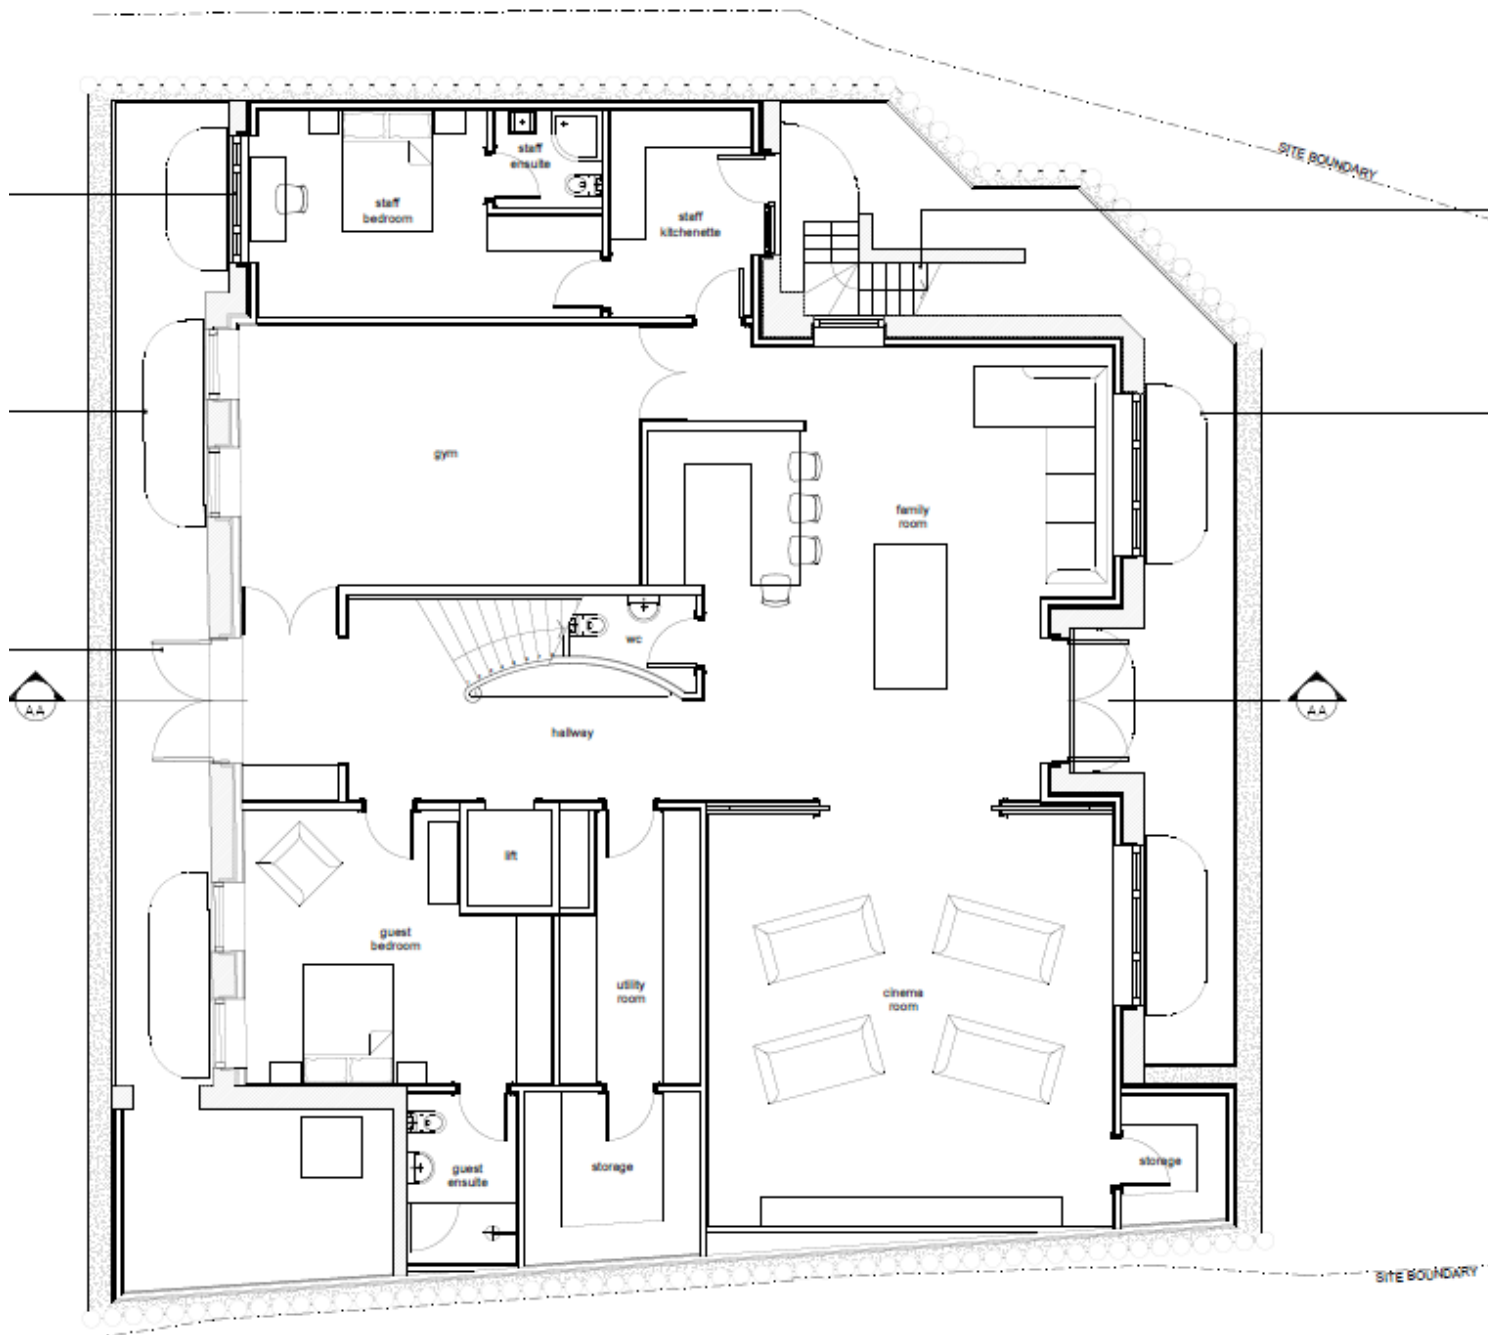 SITE BOUNDARY
staff
ensuite
staff
bedroom
staff
kitchenette
gym
family
room
wc
AA
AA
hallway
lift
guest
bedroom
utility
room
cinema
room
guest
ensuite
storage
storage
SITE BOUNDARY